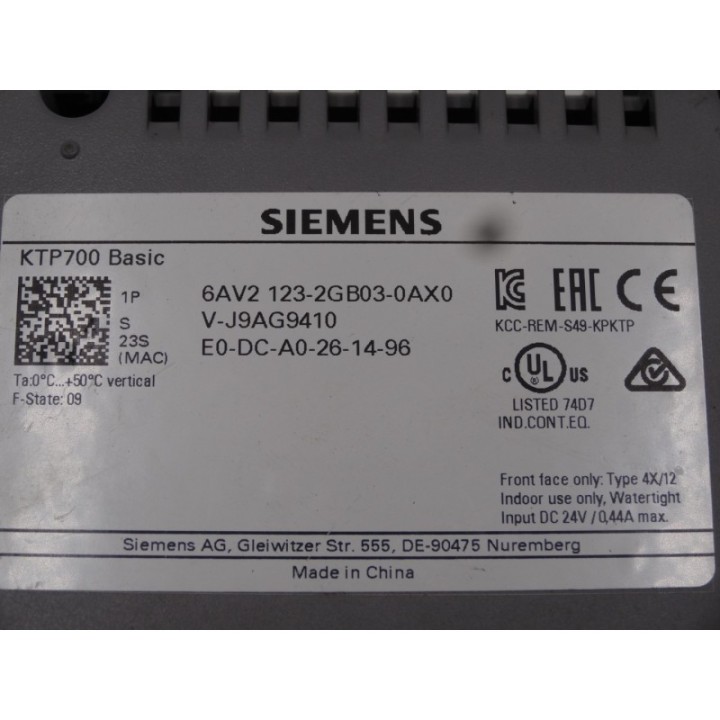 SIEMENS
KTP700 Basic
1P 6AV2 123-2GB03-0AX0
S V-J9AG9410
23S E0-DC-A0-26-14-96
(MAC)
Ta:0°C...+50°C vertical
F-State: 09
EAC CE
KCC-REM-S49-KPKTP
C UL US
LISTED 74D7
IND.CONT.EQ.
Front face only: Type 4X/12
Indoor use only, Watertight
Input DC 24V / 0,44A max.
Siemens AG, Gleiwitzer Str. 555, DE-90475 Nuremberg
Made in China